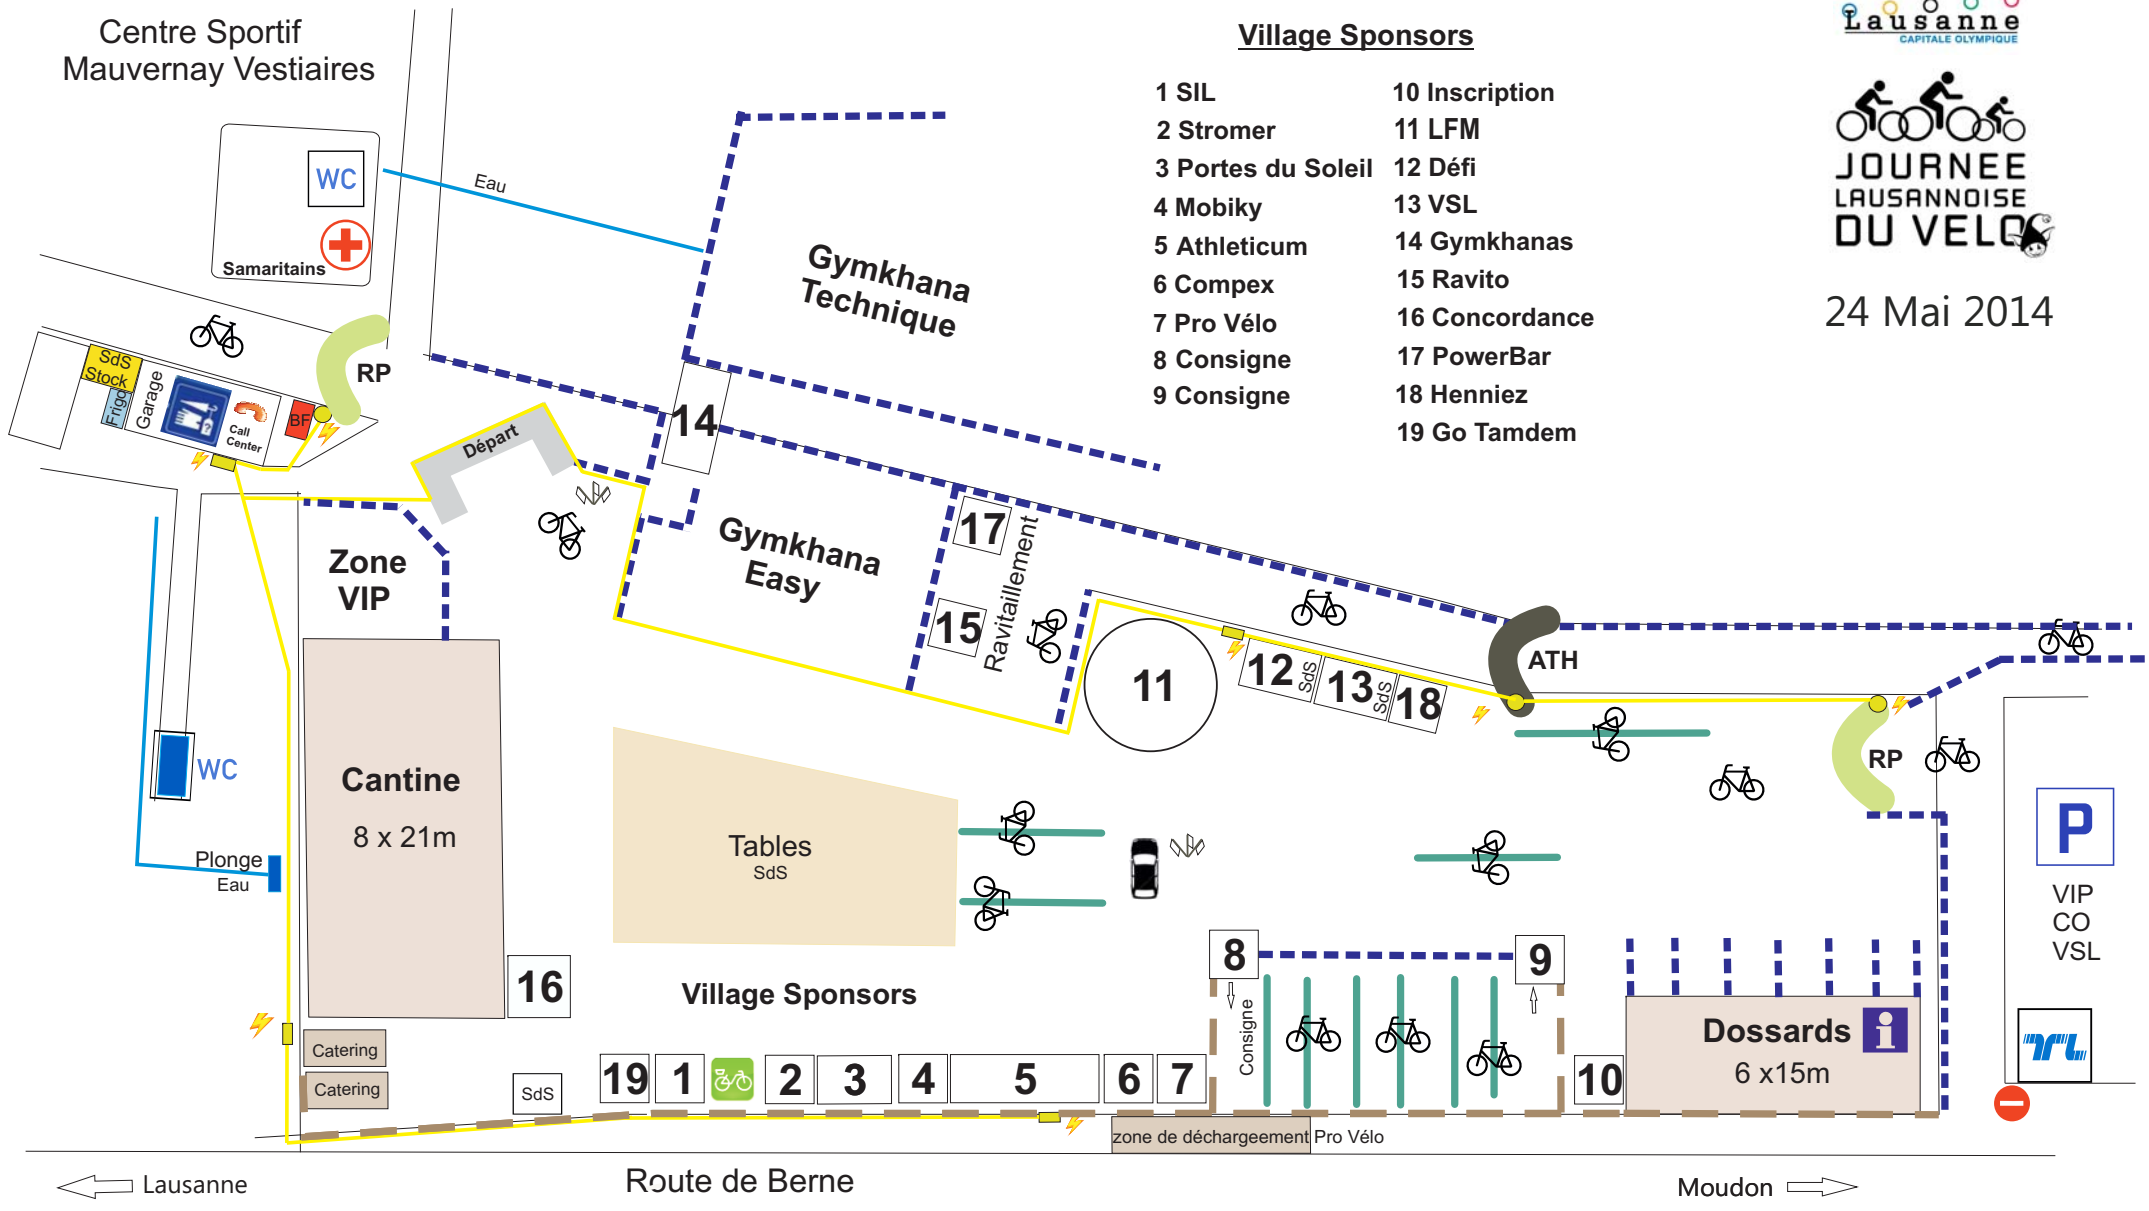 Centre Sportif
Mauvernay Vestiaires
Village Sponsors
1 SIL
2 Stromer
3 Portes du Soleil
4 Mobiky
5 Athleticum
6 Compex
7 Pro Vélo
8 Consigne
9 Consigne
10 Inscription
11 LFM
12 Défi
13 VSL
14 Gymkhanas
15 Ravito
16 Concordance
17 PowerBar
18 Henniez
19 Go Tamdem
Lausanne
CAPITALE OLYMPIQUE
JOURNEE
LAUSANNOISE
DU VELO
24 Mai 2014
WC
Samaritains
Eau
Gymkhana
Technique
RP
SdS
Stock
Frigo
Garage
Call
Center
BF
Départ
14
Zone
VIP
Gymkhana
Easy
17
15
Ravitaillement
11
12
SdS
13
SdS
18
ATH
RP
WC
Plonge
Eau
Cantine
8 x 21m
Tables
SdS
P
VIP
CO
VSL
16
Village Sponsors
8
Consigne
9
Dossards
i
6 x15m
TL
Catering
Catering
SdS
19
1
2
3
4
5
6
7
10
zone de déchargeement
Pro Vélo
Lausanne
Route de Berne
Moudon